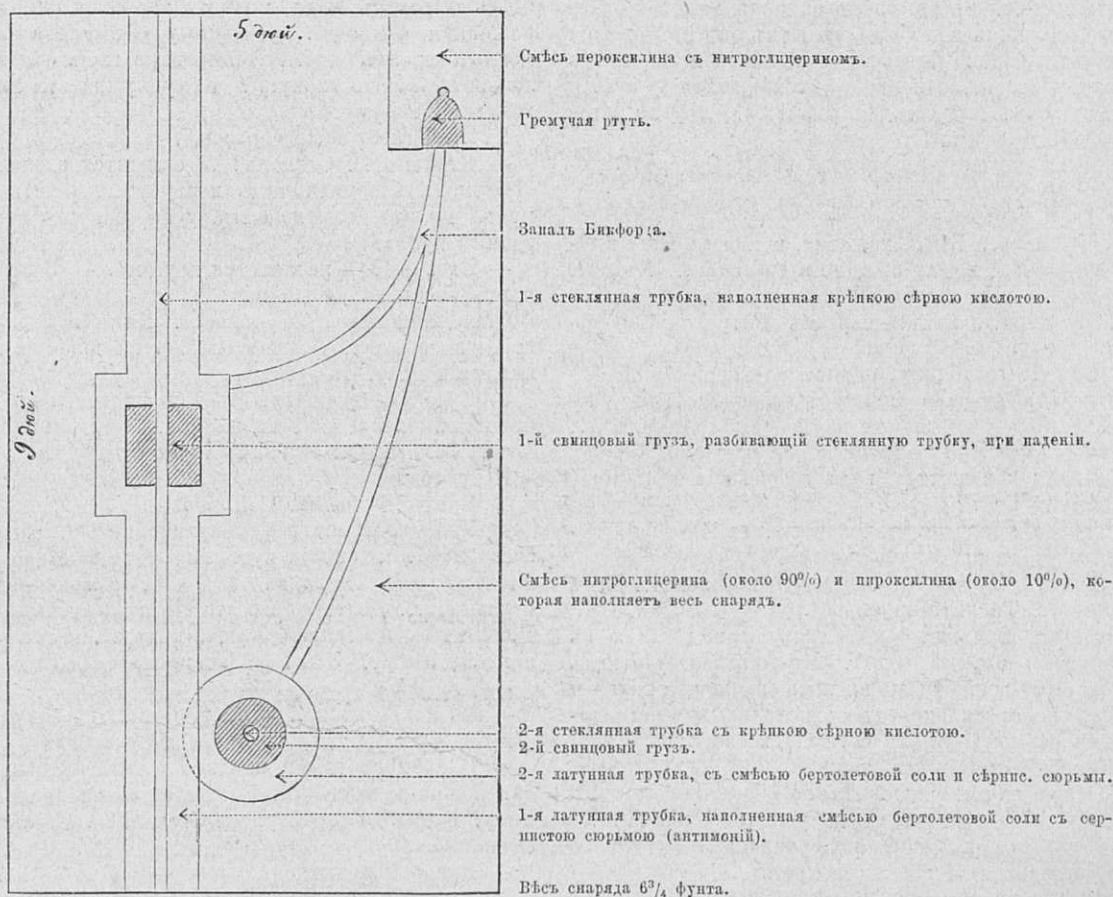 5 дюй.
Смѣсь пероксилина съ нитроглицериномъ.
Гремучая ртуть.
Запалъ Бикфорда.
1-я стеклянная трубка, наполненная крѣпкою сѣрною кислотою.
9 дюй.
1-й свинцовый грузъ, разбивающій стеклянную трубку, при паденіи.
Смѣсь нитроглицерина (около 90%) и пироксилина (около 10%), ко-
торая наполняетъ весь снарядъ.
2-я стеклянная трубка съ крѣпкою сѣрною кислотою.
2-й свинцовый грузъ.
2-я латунная трубка, съ смѣсью бертолетовой соли и сѣрнис. сюрьмы.
1-я латунная трубка, наполненная смѣсью бертолетовой соли съ сер-
нистою сюрьмою (антимоній).
Вѣсъ снаряда 6³/₄ фунта.